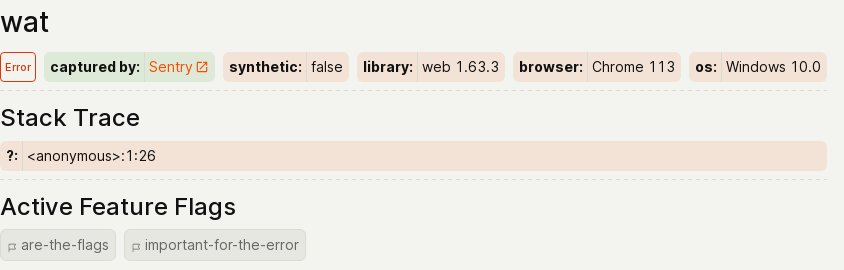 wat
Error captured by: Sentry synthetic: false library: web 1.63.3 browser: Chrome 113 os: Windows 10.0
Stack Trace
?: <anonymous>:1:26
Active Feature Flags
are-the-flags important-for-the-error